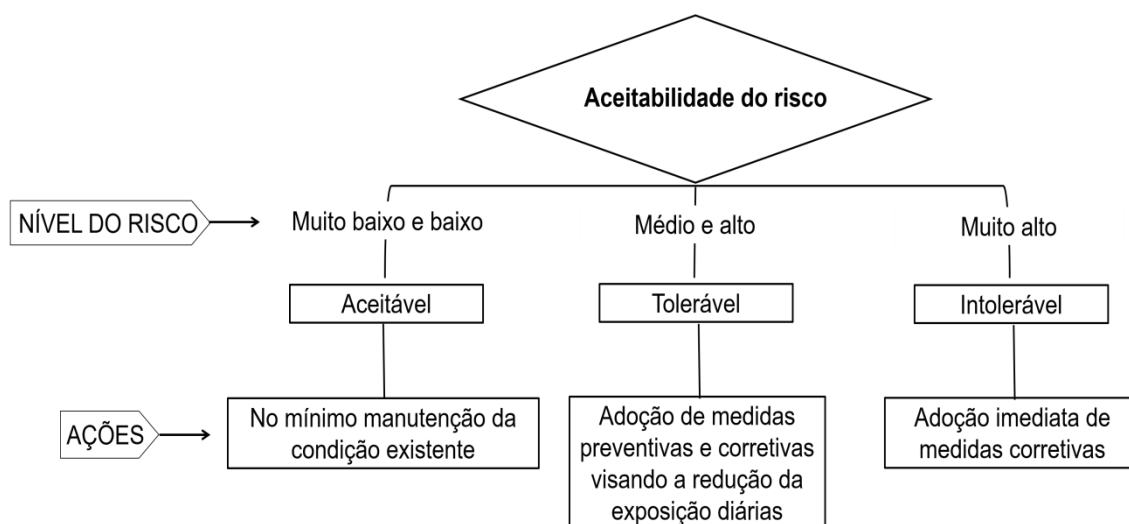 Aceitabilidade do risco
NÍVEL DO RISCO
Muito baixo e baixo
Médio e alto
Muito alto
Aceitável
Tolerável
Intolerável
AÇÕES
No mínimo manutenção da
condição existente
Adoção de medidas
preventivas e corretivas
visando a redução da
exposição diárias
Adoção imediata de
medidas corretivas